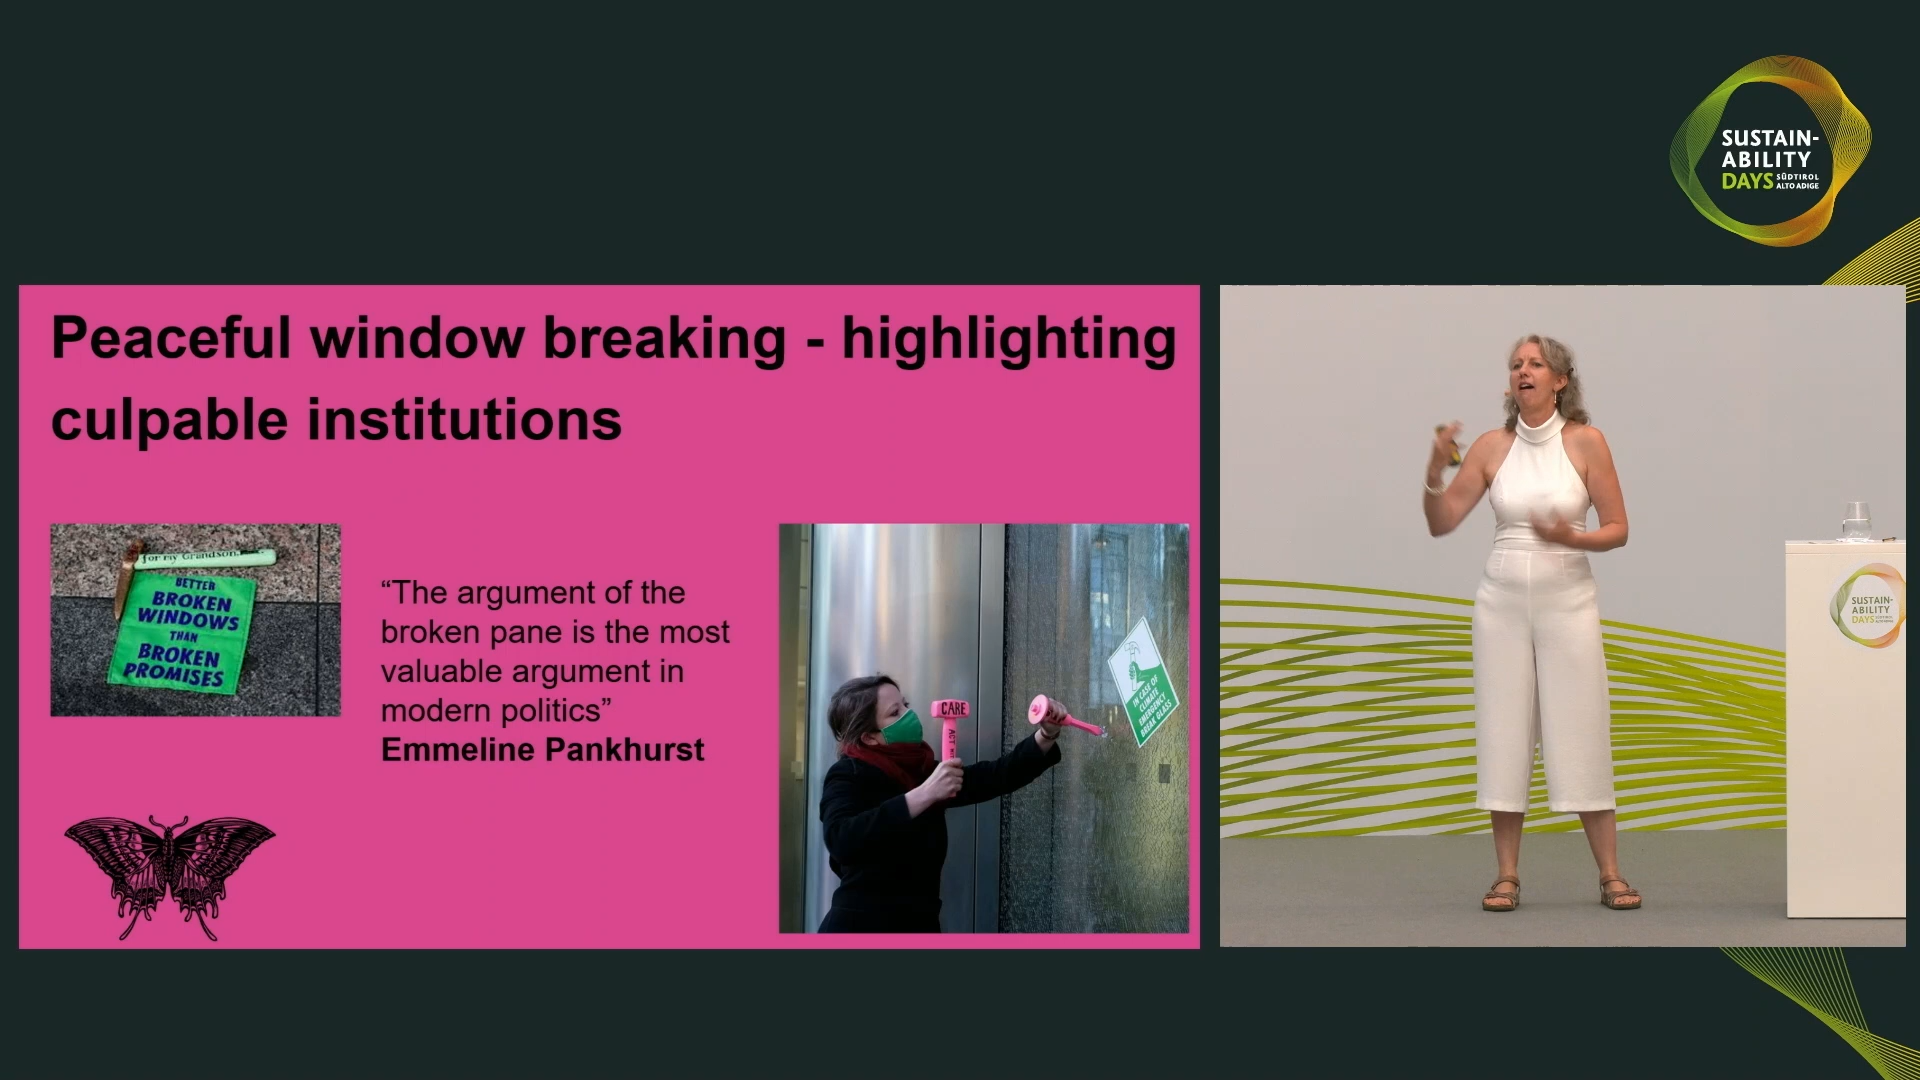 SUSTAIN-
ABILITY
DAYS SÜDTIROL
ALTO ADIGE
Peaceful window breaking - highlighting
culpable institutions
for my Grandson.
BETTER
BROKEN
WINDOWS
THAN
BROKEN
PROMISES
“The argument of the
broken pane is the most
valuable argument in
modern politics”
Emmeline Pankhurst
CARE
ACT
IN CASE OF
CLIMATE
EMERGENCY
BREAK GLASS
SUSTAIN-
ABILITY
DAYS